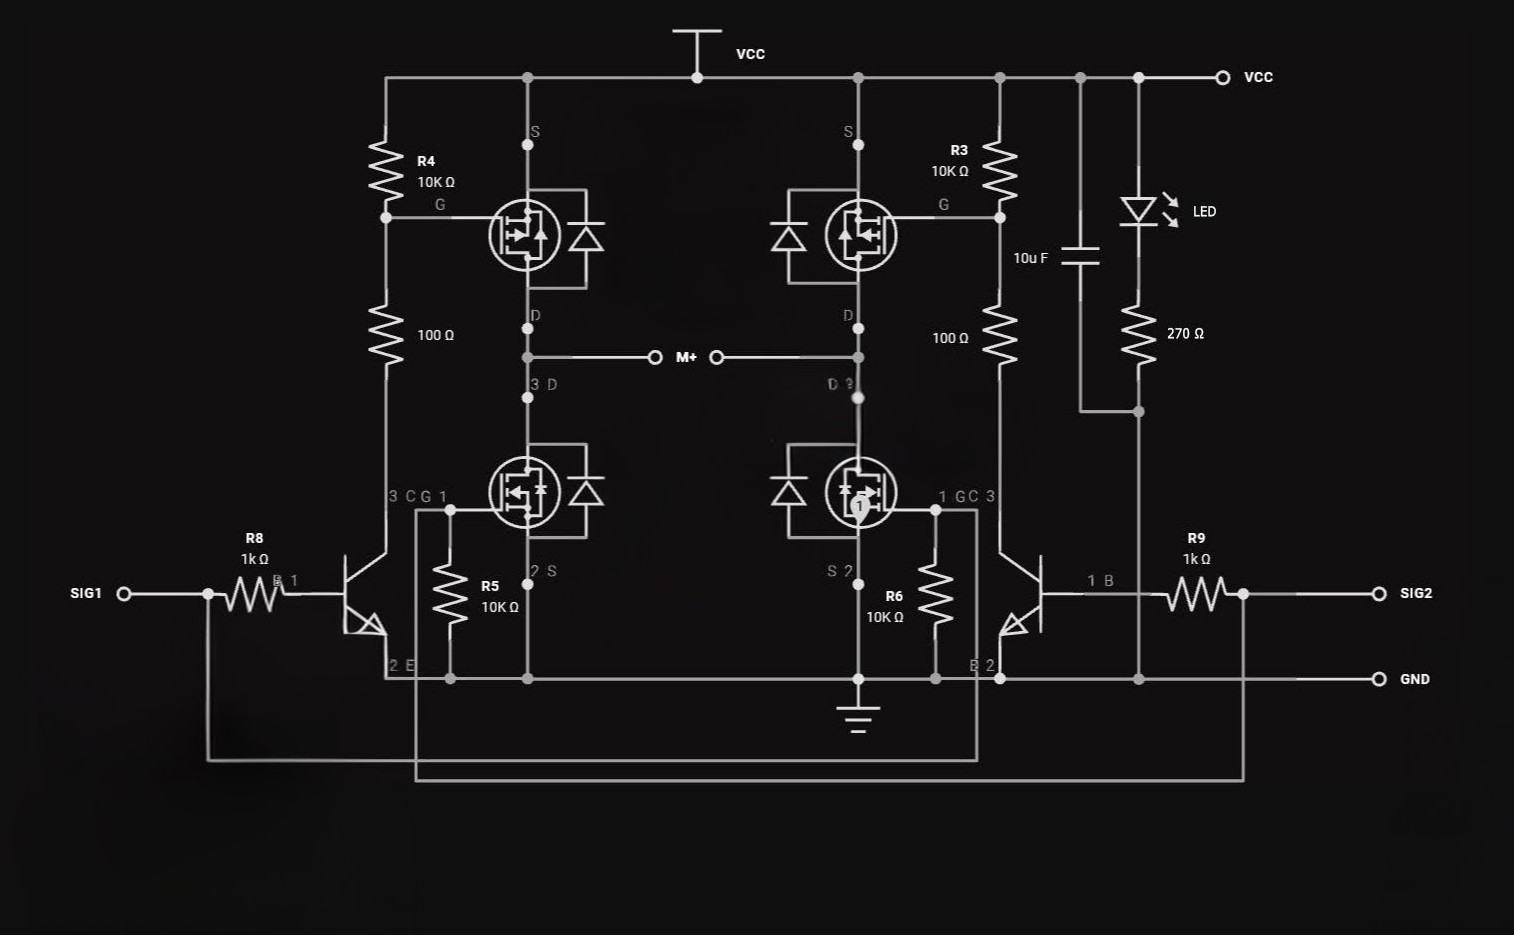 VCC
VCC
S
S
R4
10K Ω
R3
10K Ω
G
G
LED
10u F
D
D
100 Ω
100 Ω
270 Ω
M+
3 D
D
3 C G 1
1 G C 3
1
R8
1k Ω
R9
1k Ω
2 S
S 2
1
1 B
R5
10K Ω
R6
10K Ω
SIG1
SIG2
2 E
2
GND